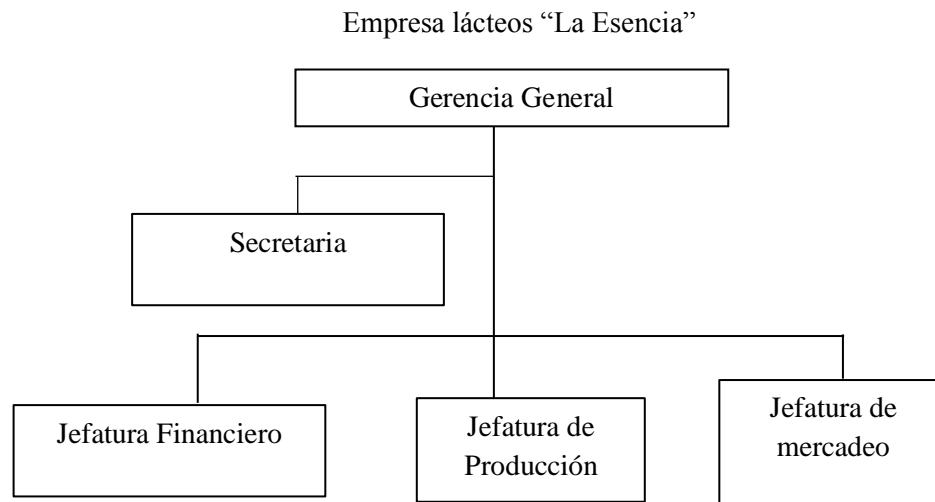 Empresa lácteos “La Esencia”
Gerencia General
Secretaria
Jefatura Financiero
Jefatura de
Producción
Jefatura de
mercadeo